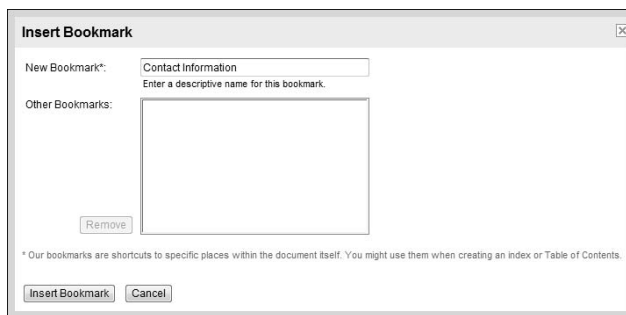 Insert Bookmark
New Bookmark*: Contact Information
Enter a descriptive name for this bookmark.
Other Bookmarks:
Remove
* Our bookmarks are shortcuts to specific places within the document itself. You might use them when creating an index or Table of Contents.
Insert Bookmark Cancel